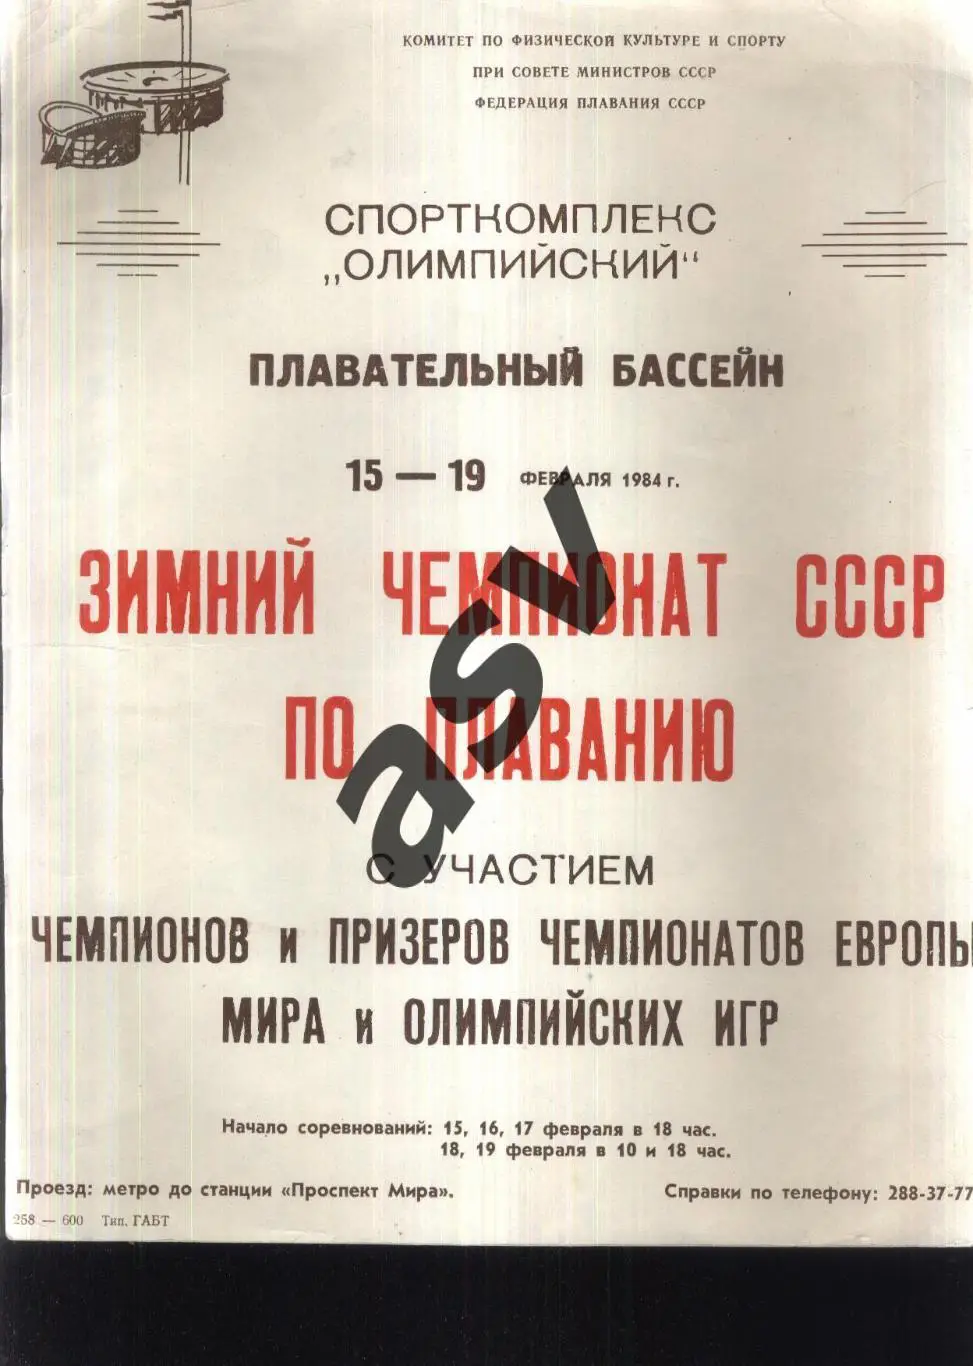 КОМИТЕТ ПО ФИЗИЧЕСКОЙ КУЛЬТУРЕ И СПОРТУ
ПРИ СОВЕТЕ МИНИСТРОВ СССР
ФЕДЕРАЦИЯ ПЛАВАНИЯ СССР
СПОРТКОМПЛЕКС
„ОЛИМПИЙСКИЙ“
ПЛАВАТЕЛЬНЫЙ БАССЕЙН
15 — 19 ФЕВРАЛЯ 1984 г.
ЗИМНИЙ ЧЕМПИОНАТ СССР
ПО ПЛАВАНИЮ
asv
С УЧАСТИЕМ
ЧЕМПИОНОВ и ПРИЗЕРОВ ЧЕМПИОНАТОВ ЕВРОПЫ
МИРА и ОЛИМПИЙСКИХ ИГР
Начало соревнований: 15, 16, 17 февраля в 18 час.
18, 19 февраля в 10 и 18 час.
Проезд: метро до станции «Проспект Мира». Справки по телефону: 288-37-77
258 — 600 Тип. ГАБТ